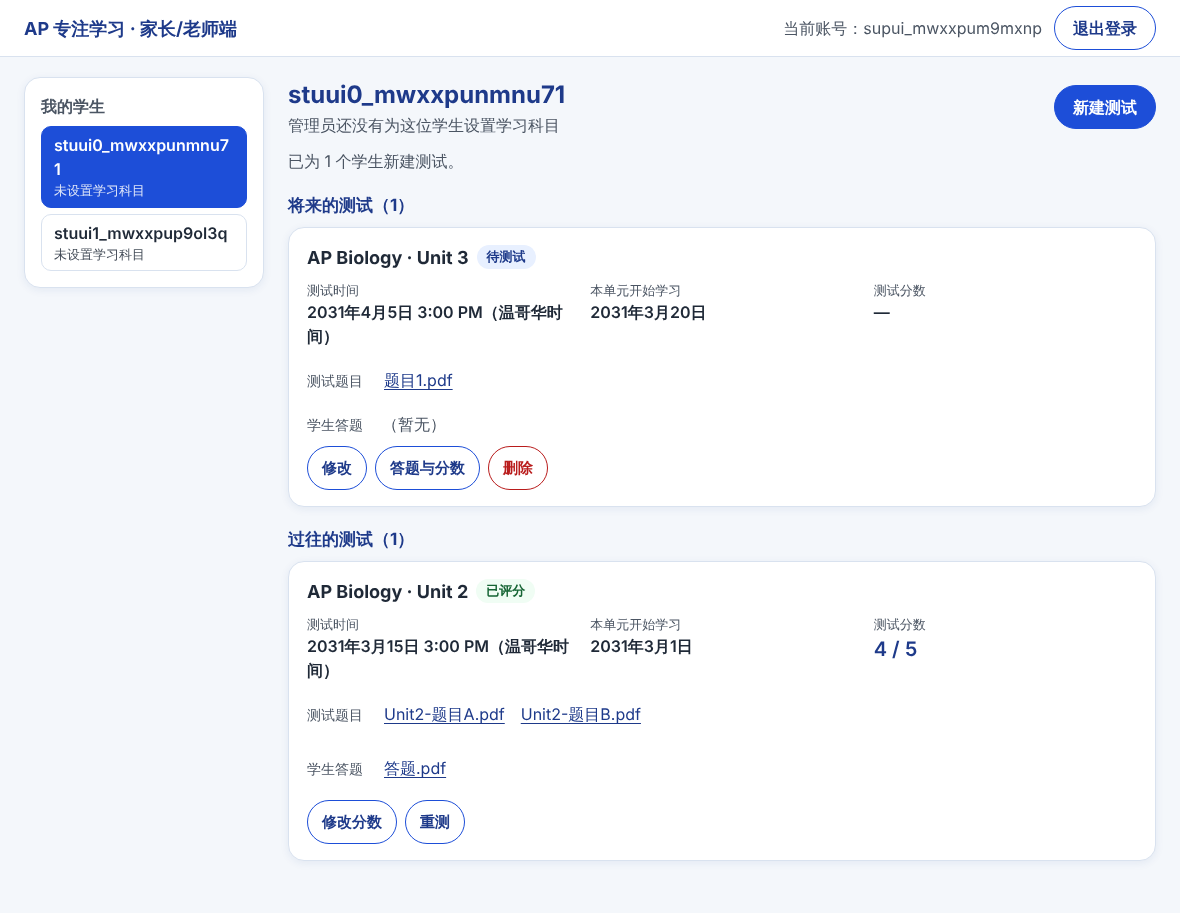 AP 专注学习 · 家长/老师端
当前账号：supui_mwxxpum9mxnp
退出登录
我的学生
stuui0_mwxxpunmnu7
1
未设置学习科目
stuui1_mwxxpup9ol3q
未设置学习科目
stuui0_mwxxpunmnu71
管理员还没有为这位学生设置学习科目
新建测试
已为 1 个学生新建测试。
将来的测试（1）
AP Biology · Unit 3
待测试
测试时间
2031年4月5日 3:00 PM（温哥华时
间）
本单元开始学习
2031年3月20日
测试分数
—
测试题目
题目1.pdf
学生答题
（暂无）
修改
答题与分数
删除
过往的测试（1）
AP Biology · Unit 2
已评分
测试时间
2031年3月15日 3:00 PM（温哥华时
间）
本单元开始学习
2031年3月1日
测试分数
4 / 5
测试题目
Unit2-题目A.pdf
Unit2-题目B.pdf
学生答题
答题.pdf
修改分数
重测